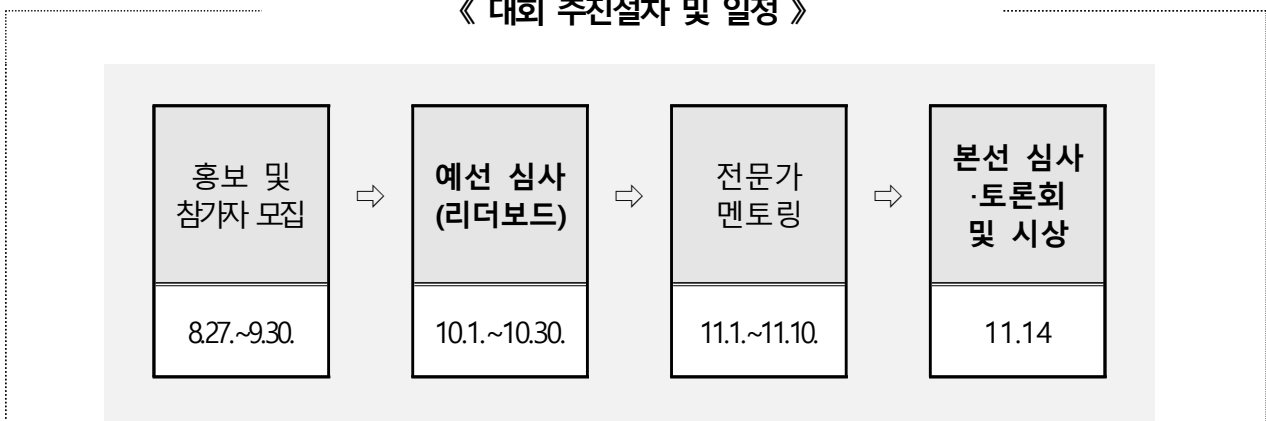 《 대회 추진절차 및 일정 》
홍보 및
참가자 모집
⇨
예선 심사
(리더보드)
⇨
전문가
멘토링
⇨
본선 심사
·토론회
및 시상
8.27.~9.30.
10.1.~10.30.
11.1.~11.10.
11.14